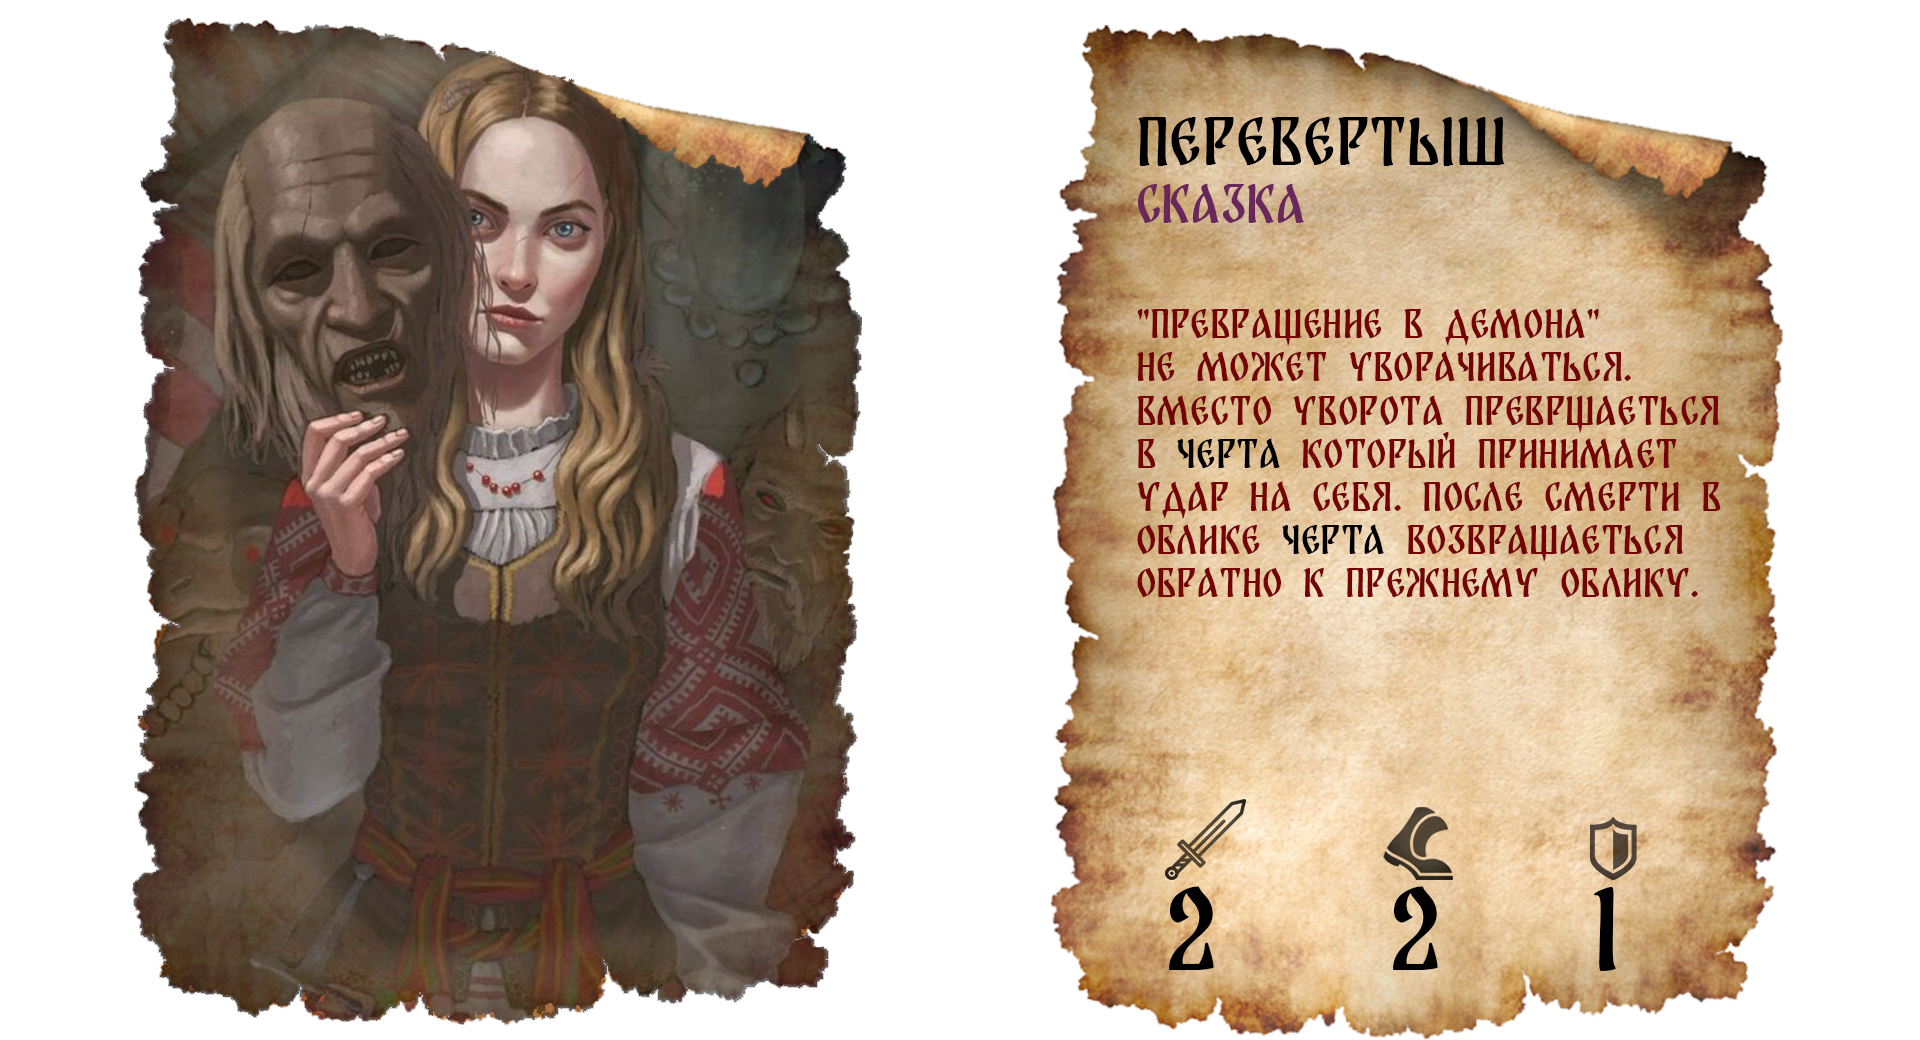 ПЕРЕВЕРТЫШ
СКАЗКА
"ПРЕВРАЩЕНИЕ В ДЕМОНА"
НЕ МОЖЕТ УВОРАЧИВАТЬСЯ.
ВМЕСТО УВОРОТА ПРЕВРЩАЕТЬСЯ
В ЧЕРТА КОТОРЫЙ ПРИНИМАЕТ
УДАР НА СЕБЯ. ПОСЛЕ СМЕРТИ В
ОБЛИКЕ ЧЕРТА ВОЗВРАЩАЕТЬСЯ
ОБРАТНО К ПРЕЖНЕМУ ОБЛИКУ.
2 2 1